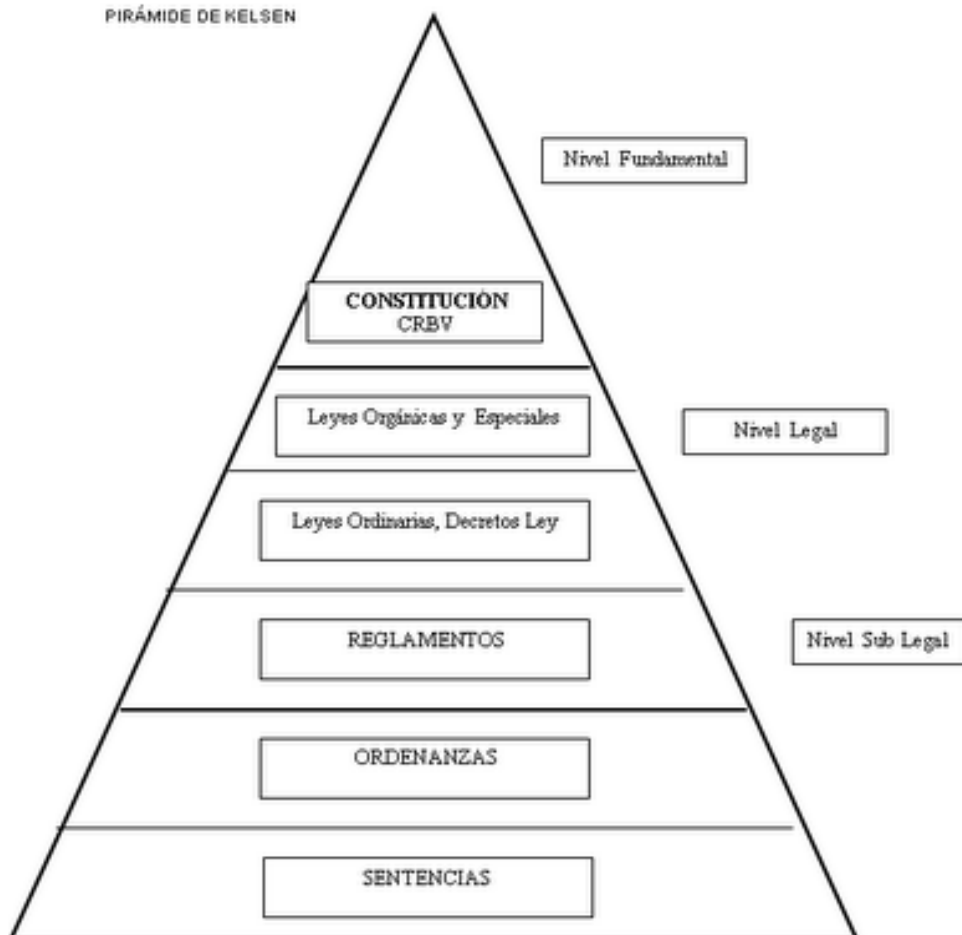 PIRÁMIDE DE KELSEN
Nivel Fundamental
CONSTITUCIÓN
CRBV
Leyes Orgánicas y Especiales
Nivel Legal
Leyes Ordinarias, Decretos Ley
REGLAMENTOS
Nivel Sub Legal
ORDENANZAS
SENTENCIAS